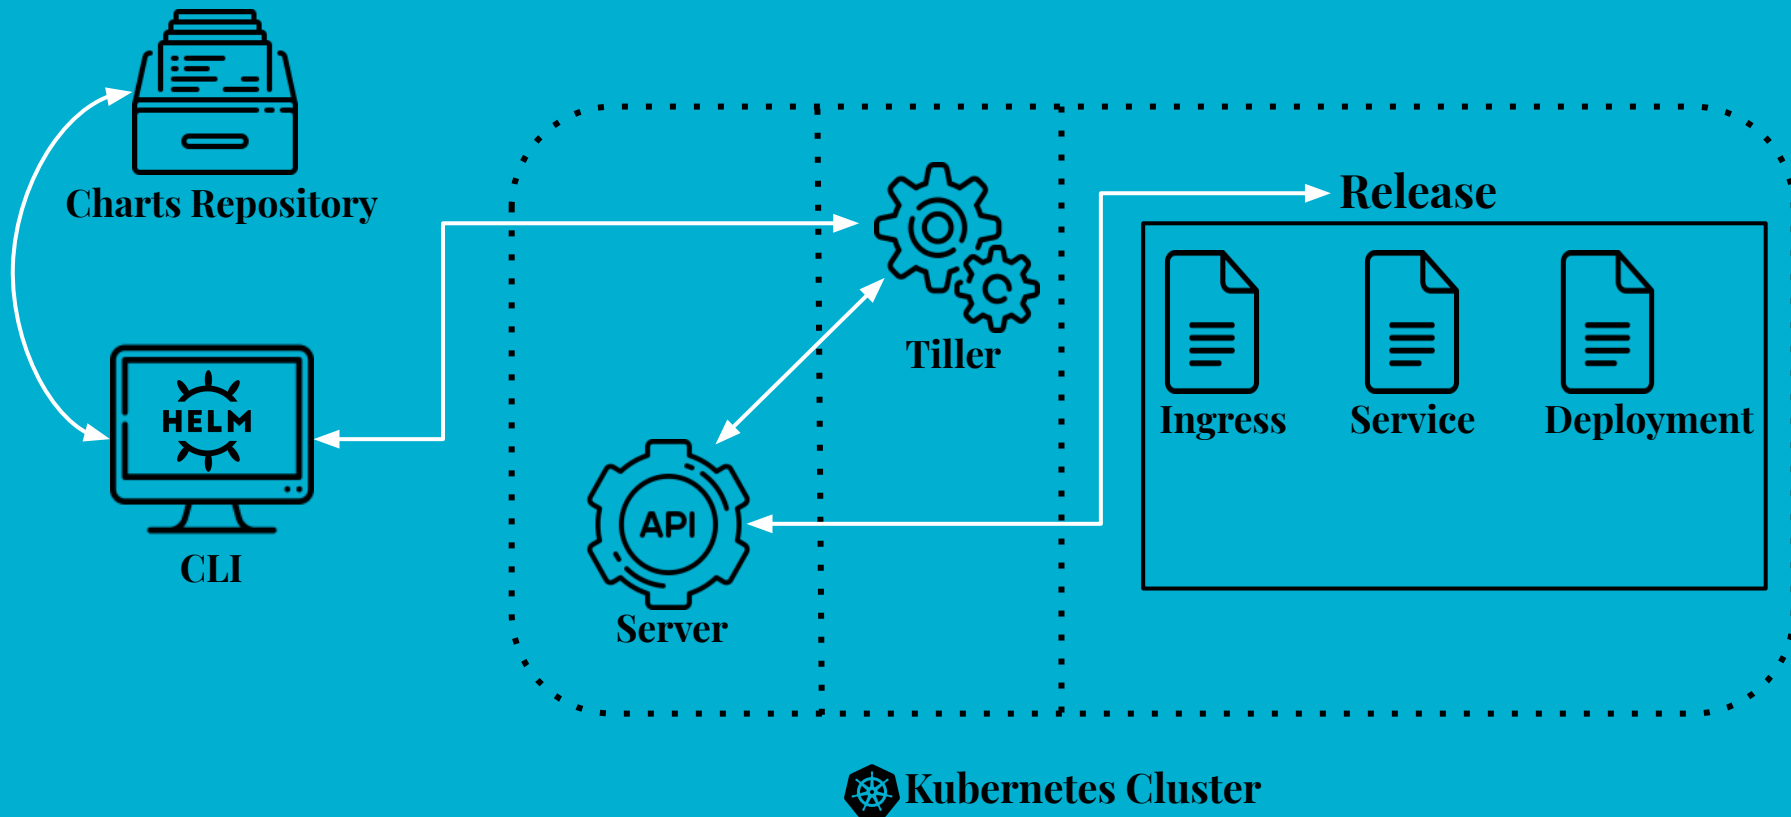 Charts Repository
HELM
CLI
Tiller
API
Server
Release
Ingress
Service
Deployment
Kubernetes Cluster